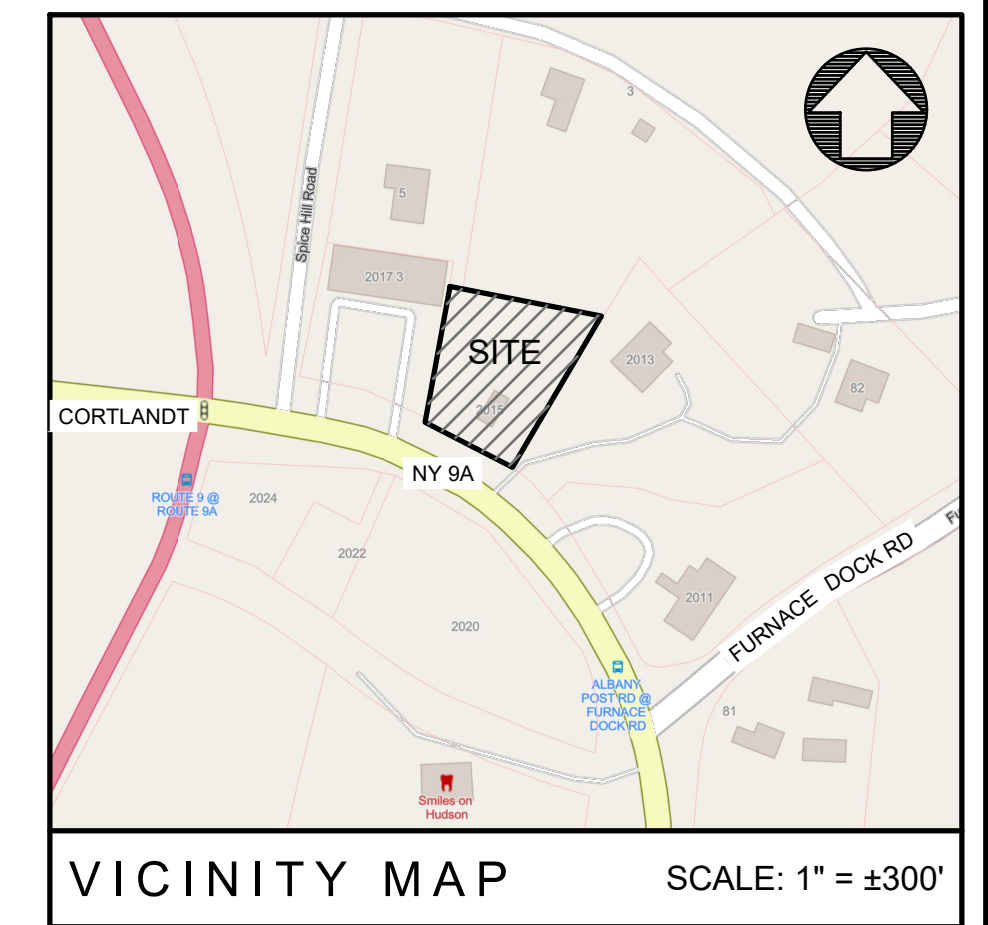 3
Spice Hill Road
5
2017 3
SITE
2013
82
2015
CORTLANDT
NY 9A
ROUTE 9 @
ROUTE 9A
2024
2022
2020
2011
FURNACE DOCK RD
Fu
ALBANY
POST RD @
FURNACE
DOCK RD
81
Smiles on
Hudson
VICINITY MAP
SCALE: 1" = ±300'